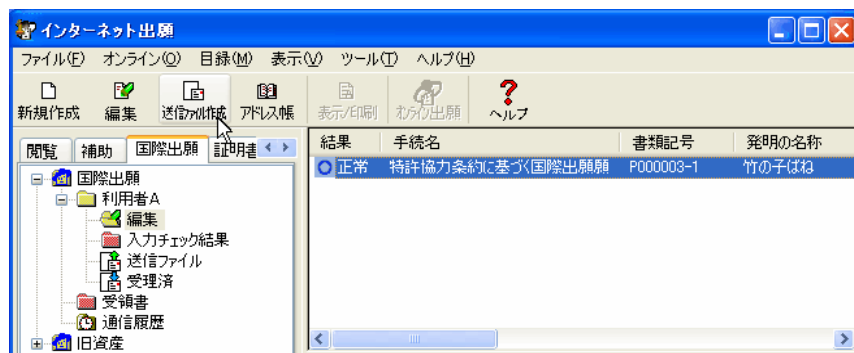 インターネット出願
ファイル(F) オンライン(O) 目録(M) 表示(V) ツール(T) ヘルプ(H)
新規作成 編集 送信ファイル作成 アドレス帳 表示/印刷 オンライン出願 ヘルプ
閲覧 補助 国際出願 証明書
結果 手続名 書類記号 発明の名称
正常 特許協力条約に基づく国際出願願 P000003-1 竹の子ばね
国際出願
利用者A
編集
入力チェック結果
送信ファイル
受理済
受領書
通信履歴
旧資産